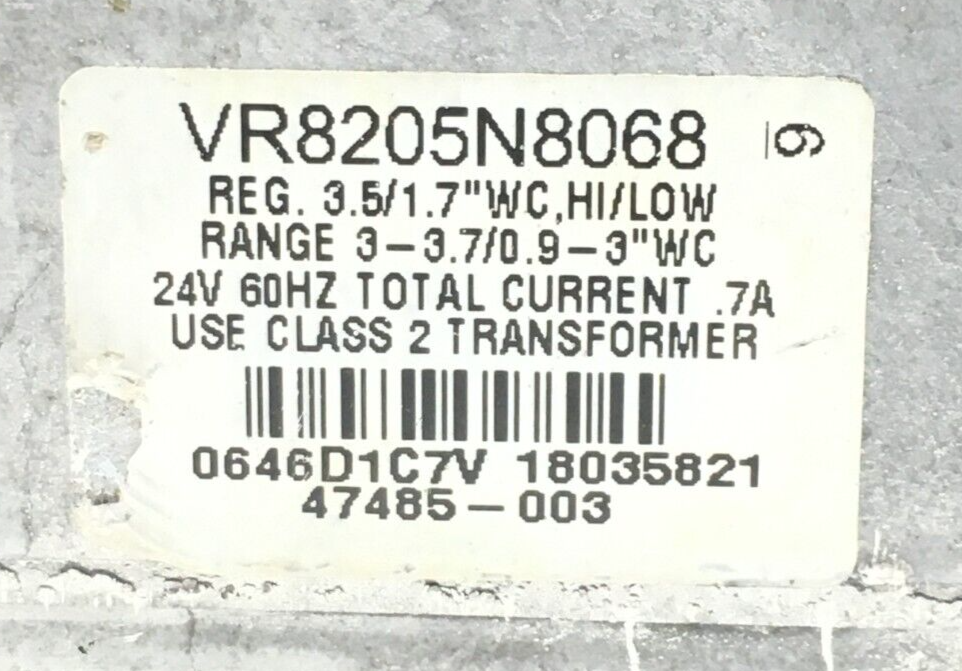 VR8205N8068
6
REG. 3.5/1.7"WC,HI/LOW
RANGE 3-3.7/0.9-3"WC
24V 60HZ TOTAL CURRENT .7A
USE CLASS 2 TRANSFORMER
0646D1C7V 18035821
47485-003